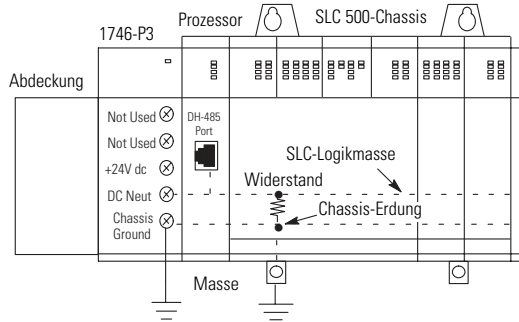 Prozessor
SLC 500-Chassis
1746-P3
Abdeckung
Not Used
DH-485
Port
Not Used
+24V dc
SLC-Logikmasse
Widerstand
DC Neut
Chassis-Erdung
Chassis
Ground
Masse